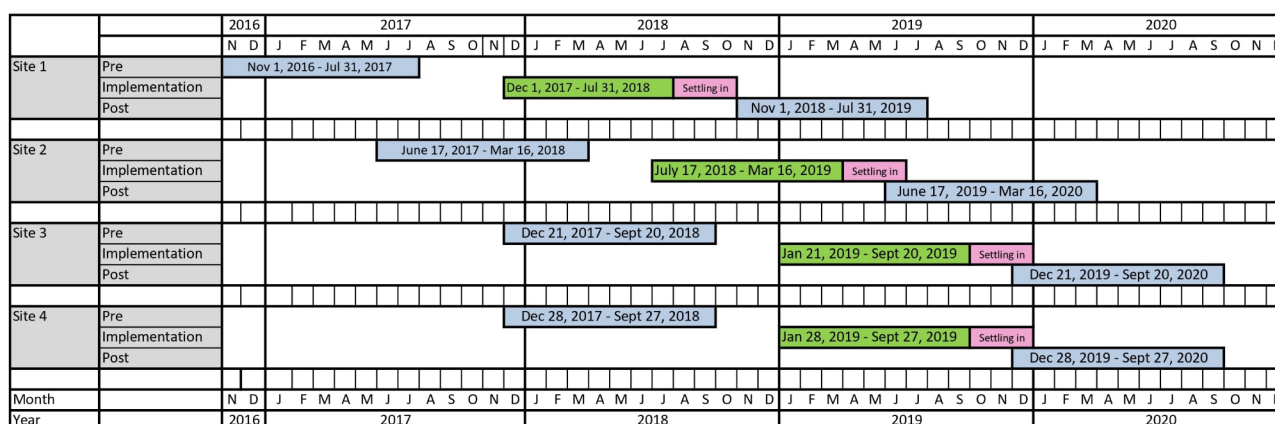 2016 2017 2018 2019 2020
N D J F M A M J J A S O N D J F M A M J J A S O N D J F M A M J J A S O N D J F M A M J J A S O N
Site 1 Pre Nov 1, 2016 - Jul 31, 2017
Implementation Dec 1, 2017 - Jul 31, 2018 Settling in
Post Nov 1, 2018 - Jul 31, 2019
Site 2 Pre June 17, 2017 - Mar 16, 2018
Implementation July 17, 2018 - Mar 16, 2019 Settling in
Post June 17, 2019 - Mar 16, 2020
Site 3 Pre Dec 21, 2017 - Sept 20, 2018
Implementation Jan 21, 2019 - Sept 20, 2019 Settling in
Post Dec 21, 2019 - Sept 20, 2020
Site 4 Pre Dec 28, 2017 - Sept 27, 2018
Implementation Jan 28, 2019 - Sept 27, 2019 Settling in
Post Dec 28, 2019 - Sept 27, 2020
Month N D J F M A M J J A S O N D J F M A M J J A S O N D J F M A M J J A S O N D J F M A M J J A S O N
Year 2016 2017 2018 2019 2020